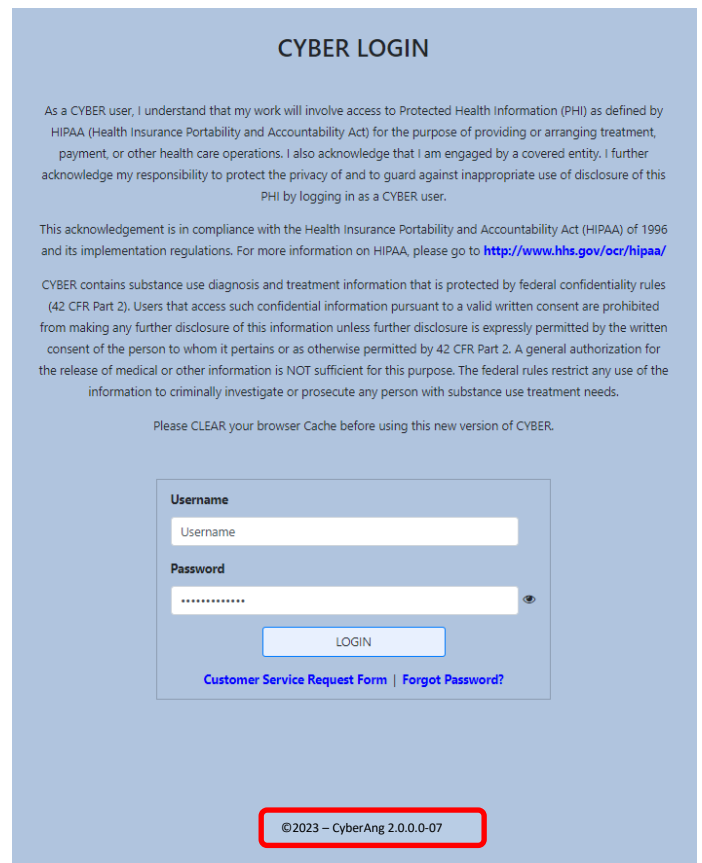 CYBER LOGIN
As a CYBER user, I understand that my work will involve access to Protected Health Information (PHI) as defined by
HIPAA (Health Insurance Portability and Accountability Act) for the purpose of providing or arranging treatment,
payment, or other health care operations. I also acknowledge that I am engaged by a covered entity. I further
acknowledge my responsibility to protect the privacy of and to guard against inappropriate use of disclosure of this
PHI by logging in as a CYBER user.
This acknowledgement is in compliance with the Health Insurance Portability and Accountability Act (HIPAA) of 1996
and its implementation regulations. For more information on HIPAA, please go to http://www.hhs.gov/ocr/hipaa/
CYBER contains substance use diagnosis and treatment information that is protected by federal confidentiality rules
(42 CFR Part 2). Users that access such confidential information pursuant to a valid written consent are prohibited
from making any further disclosure of this information unless further disclosure is expressly permitted by the written
consent of the person to whom it pertains or as otherwise permitted by 42 CFR Part 2. A general authorization for
the release of medical or other information is NOT sufficient for this purpose. The federal rules restrict any use of the
information to criminally investigate or prosecute any person with substance use treatment needs.
Please CLEAR your browser Cache before using this new version of CYBER.
Username
Username
Password
•••••••••••••
LOGIN
Customer Service Request Form | Forgot Password?
©2023 – CyberAng 2.0.0.0-07